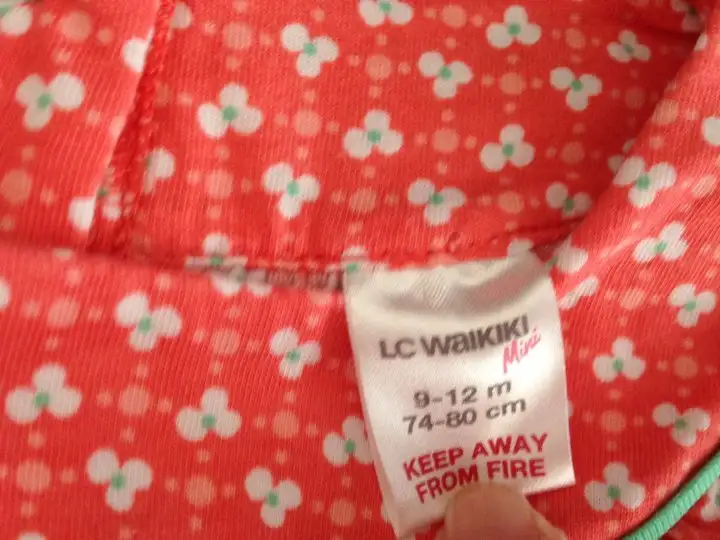 LC WAIKIKI
Mini
9-12 m
74-80 cm
KEEP AWAY
FROM FIRE